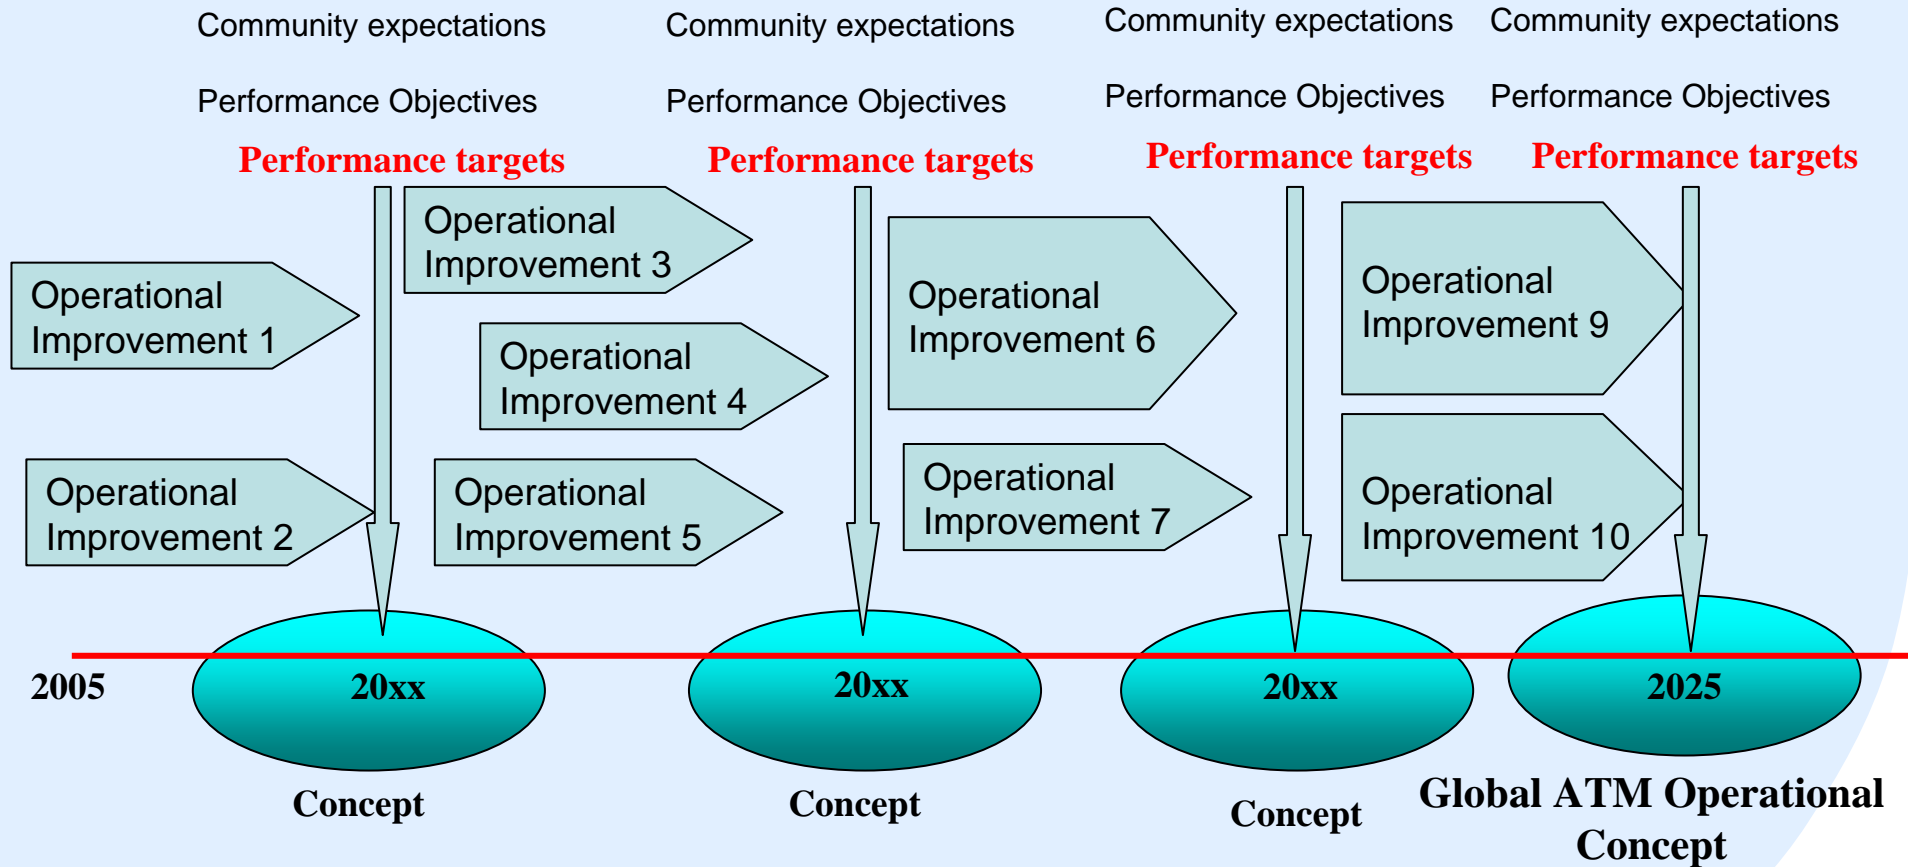 Community expectations
Community expectations
Community expectations
Community expectations
Performance Objectives
Performance Objectives
Performance Objectives
Performance Objectives
Performance targets
Performance targets
Performance targets
Performance targets
Operational
Improvement 1
Operational
Improvement 2
Operational
Improvement 3
Operational
Improvement 4
Operational
Improvement 5
Operational
Improvement 6
Operational
Improvement 7
Operational
Improvement 9
Operational
Improvement 10
2005
20xx
20xx
20xx
2025
Concept
Concept
Concept
Global ATM Operational
Concept